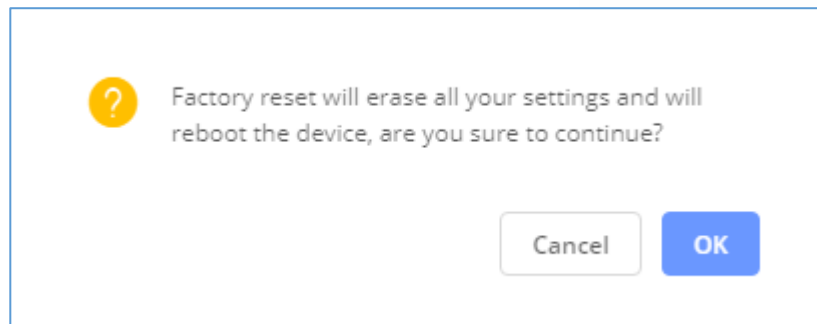 ?
Factory reset will erase all your settings and will
reboot the device, are you sure to continue?
Cancel OK